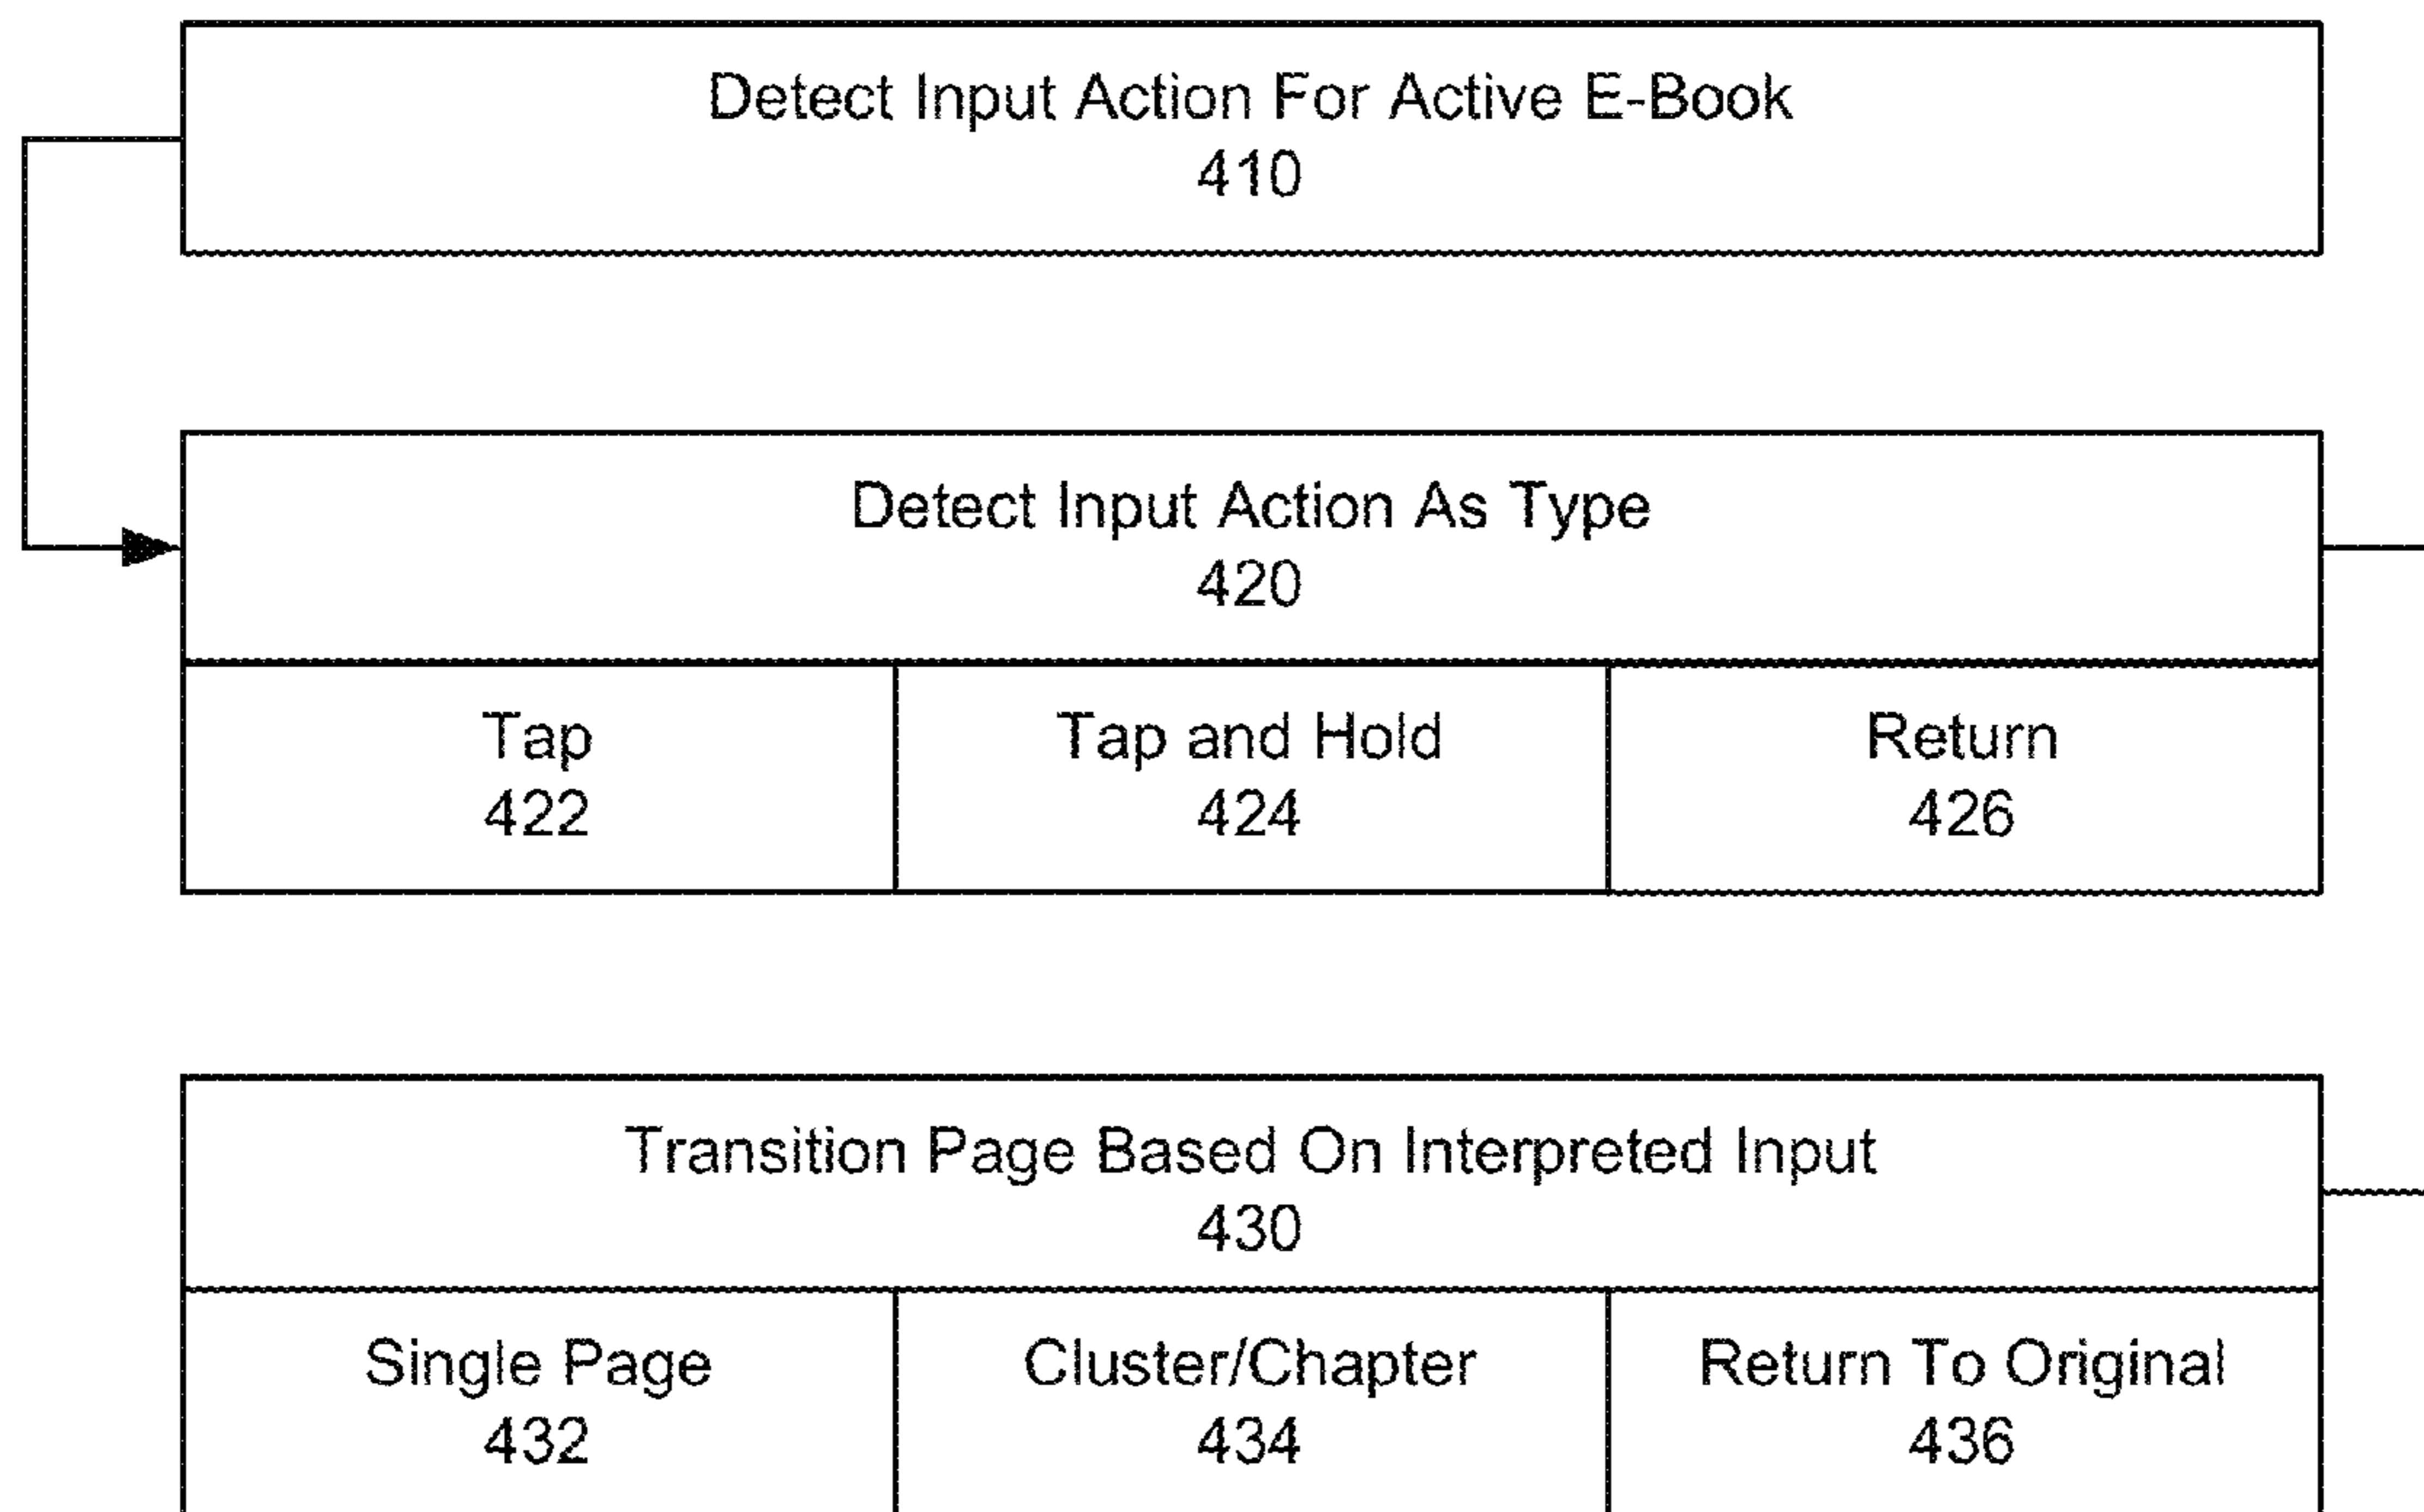 Detect Input Action For Active E-Book
410
Detect Input Action As Type
420
Tap
422
Tap and Hold
424
Return
426
Transition Page Based On Interpreted Input
430
Single Page
432
Cluster/Chapter
434
Return To Original
436